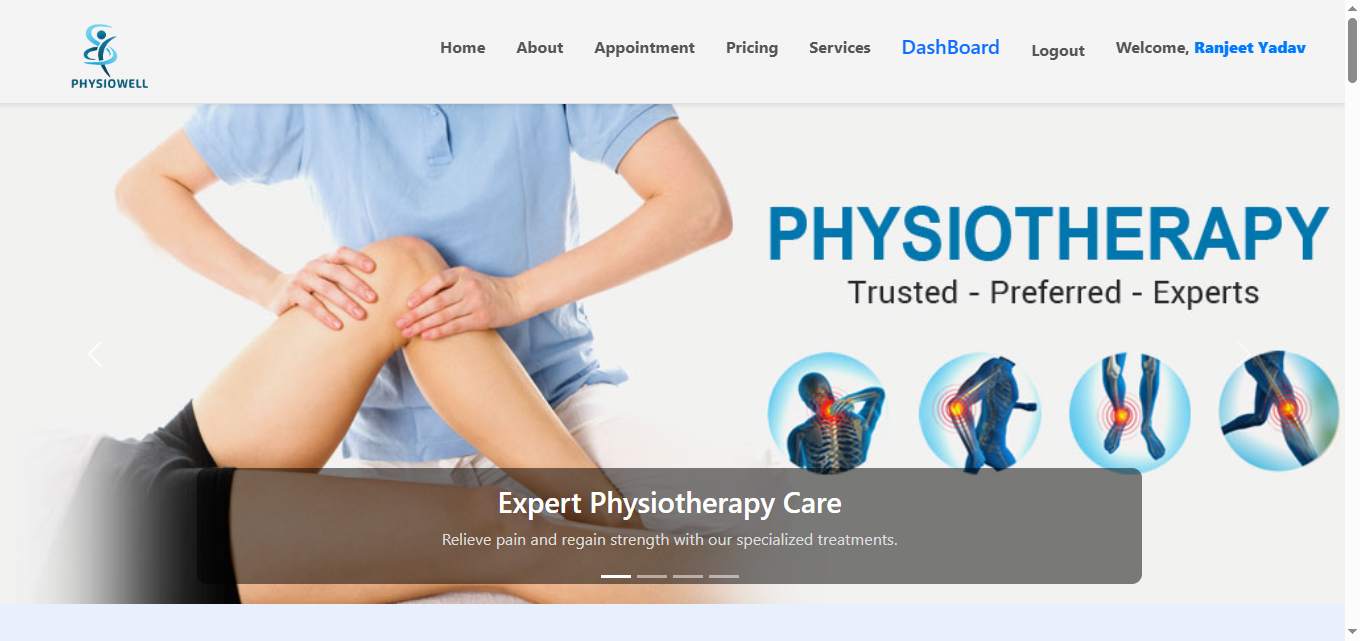 PHYSIOWELL
Home About Appointment Pricing Services DashBoard Logout Welcome, Ranjeet Yadav
PHYSIOTHERAPY
Trusted - Preferred - Experts
Expert Physiotherapy Care
Relieve pain and regain strength with our specialized treatments.